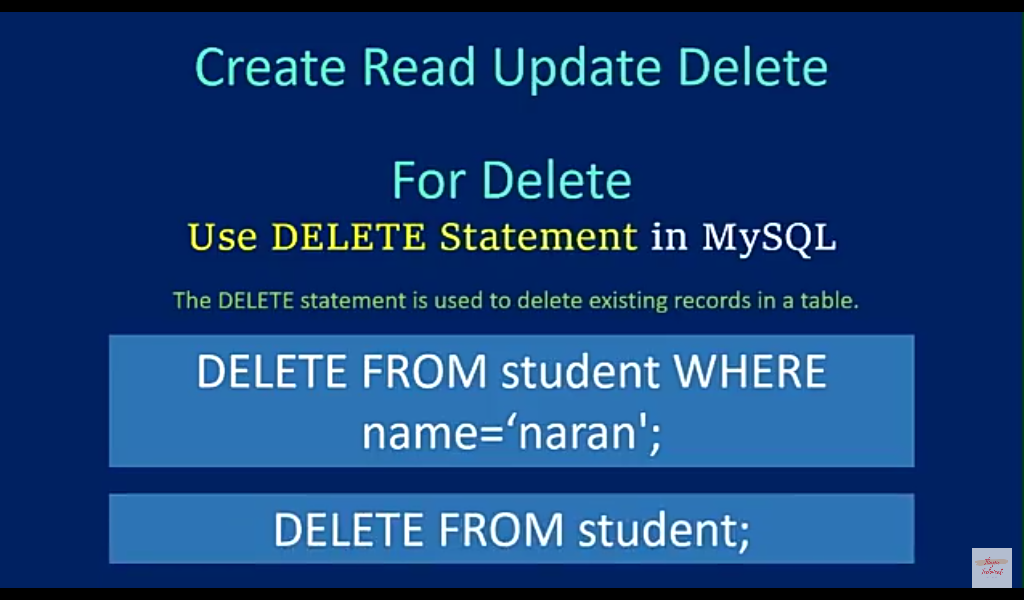 Create Read Update Delete
For Delete
Use DELETE Statement in MySQL
The DELETE statement is used to delete existing records in a table.
DELETE FROM student WHERE
name=‘naran';
DELETE FROM student;